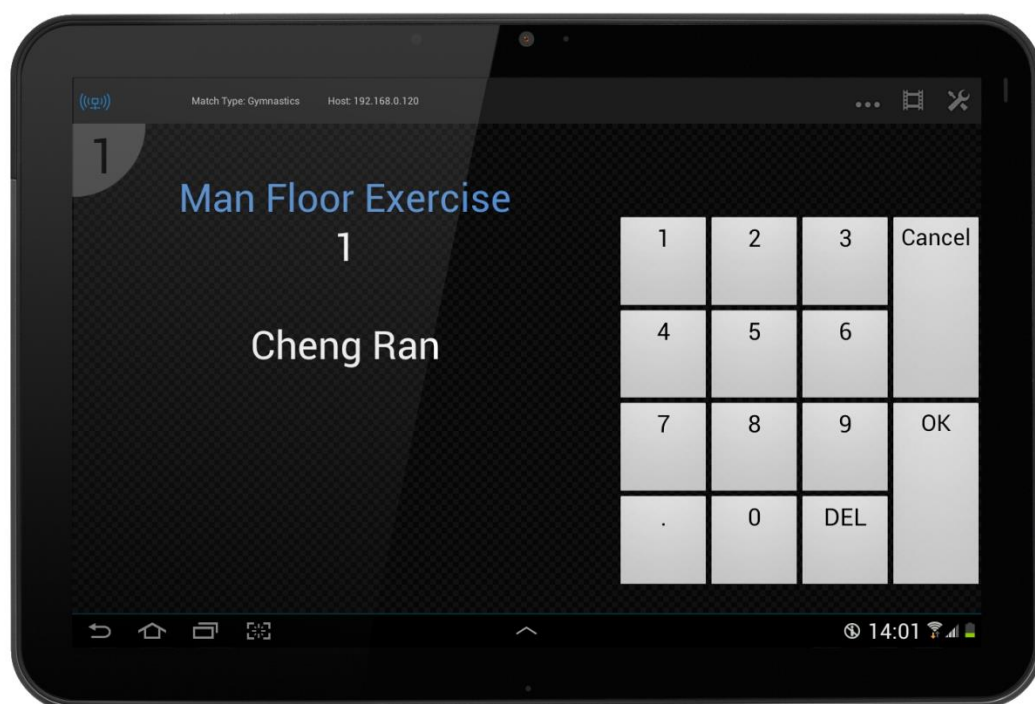 Match Type: Gymnastics Host: 192.168.0.120
1
Man Floor Exercise
1
Cheng Ran
1 2 3 Cancel
4 5 6
7 8 9 OK
. 0 DEL
14:01